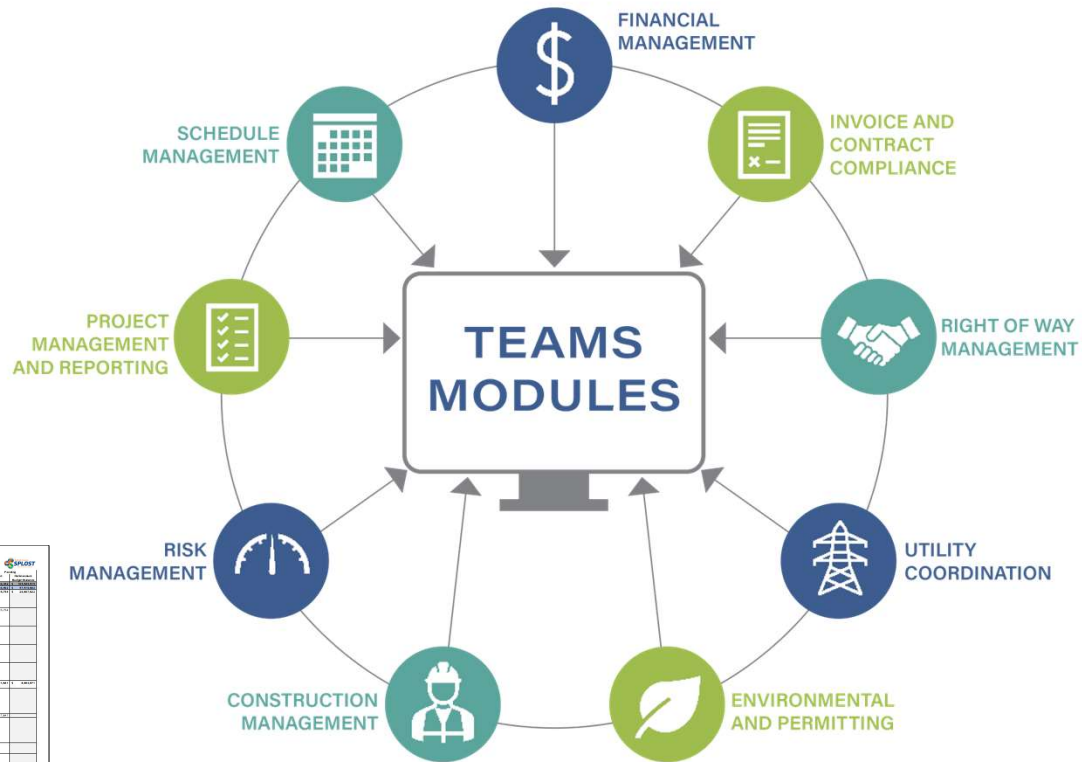 FINANCIAL
MANAGEMENT
SCHEDULE
MANAGEMENT
INVOICE AND
CONTRACT
COMPLIANCE
PROJECT
MANAGEMENT
AND REPORTING
TEAMS
MODULES
RIGHT OF WAY
MANAGEMENT
RISK
MANAGEMENT
UTILITY
COORDINATION
CONSTRUCTION
MANAGEMENT
ENVIRONMENTAL
AND PERMITTING
SPLOST